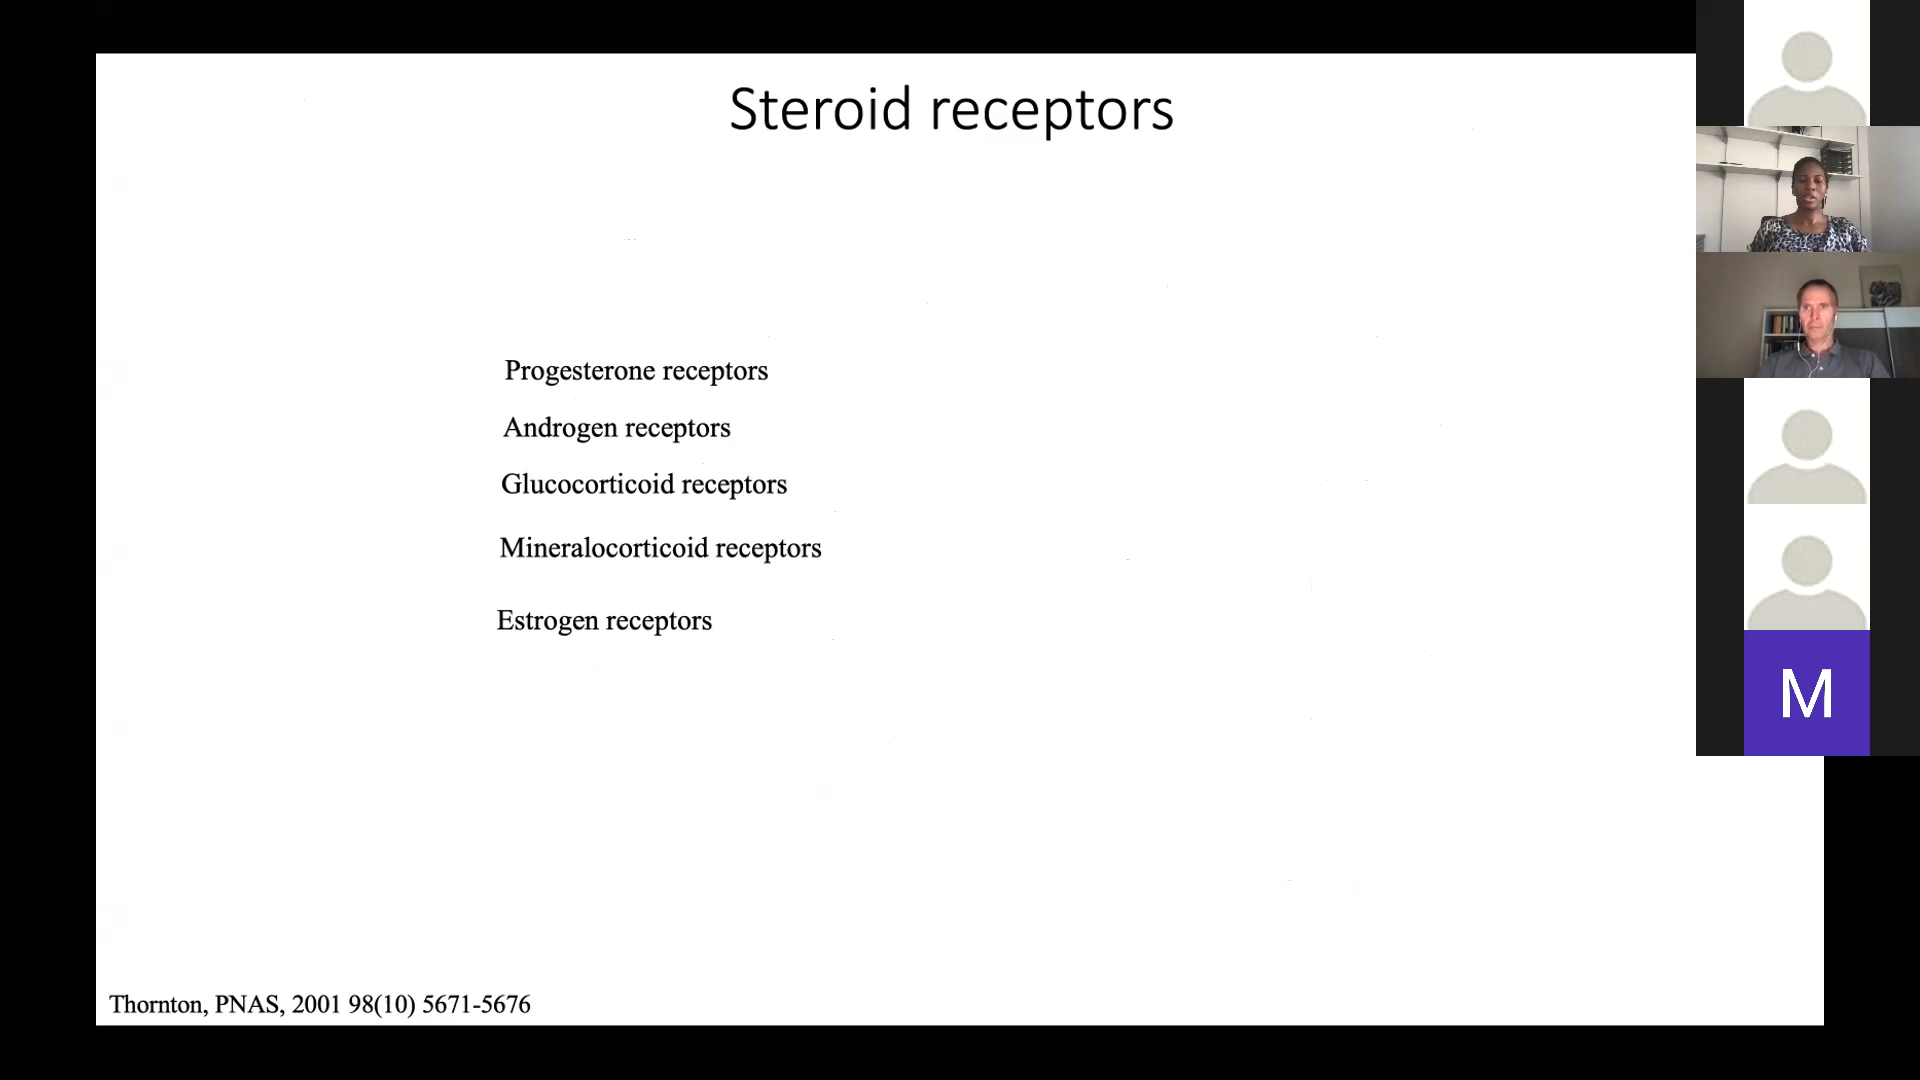 Steroid receptors
Progesterone receptors
Androgen receptors
Glucocorticoid receptors
Mineralocorticoid receptors
Estrogen receptors
Thornton, PNAS, 2001 98(10) 5671-5676
M